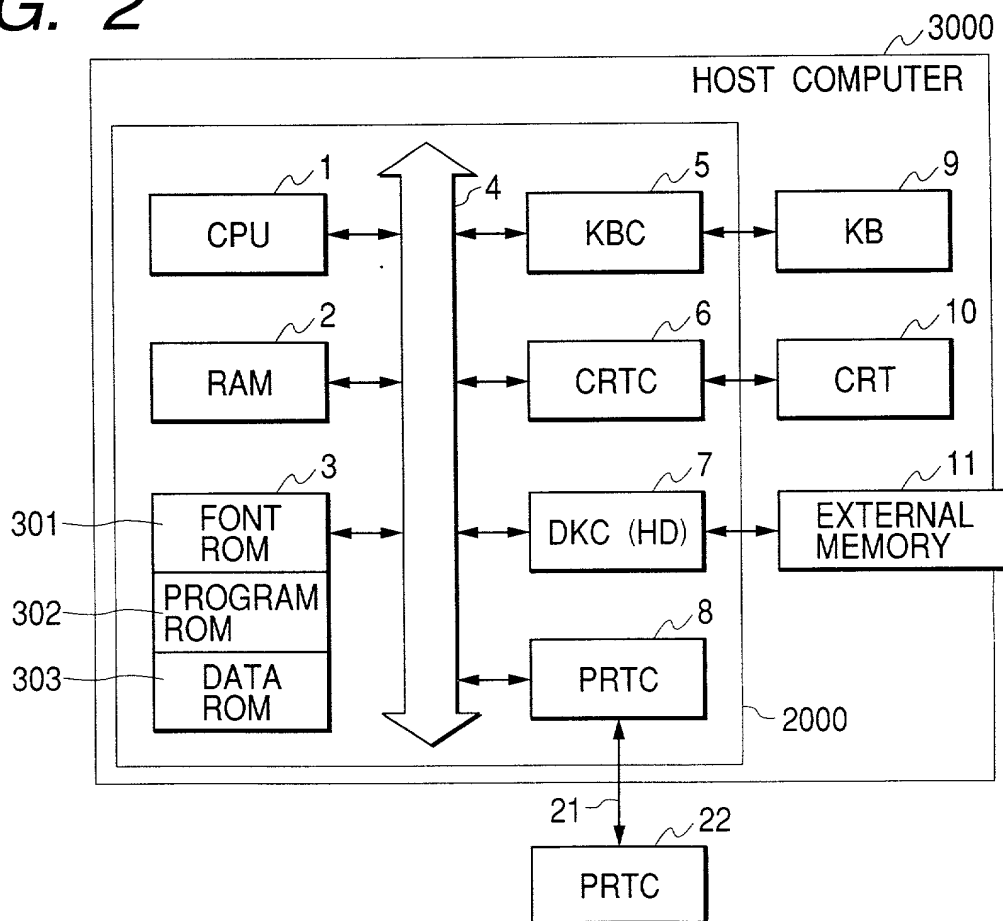 G. 2
3000
HOST COMPUTER
1
CPU
4
5
KBC
9
KB
2
RAM
6
CRTC
10
CRT
3
301
FONT
ROM
302
PROGRAM
ROM
303
DATA
ROM
7
DKC (HD)
11
EXTERNAL
MEMORY
8
PRTC
2000
21
22
PRTC